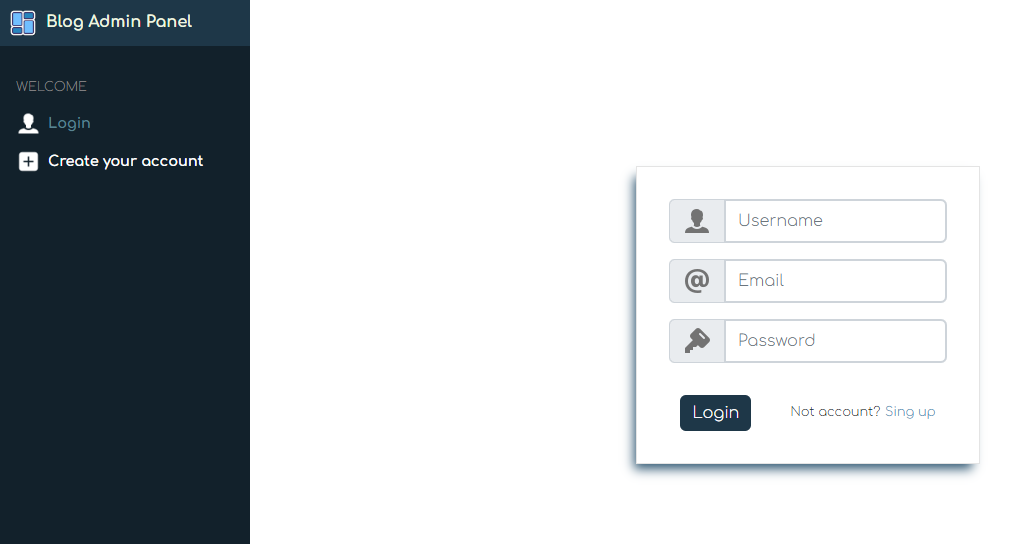 Blog Admin Panel
WELCOME
Login
Create your account
Username
@ Email
Password
Login Not account? Sing up